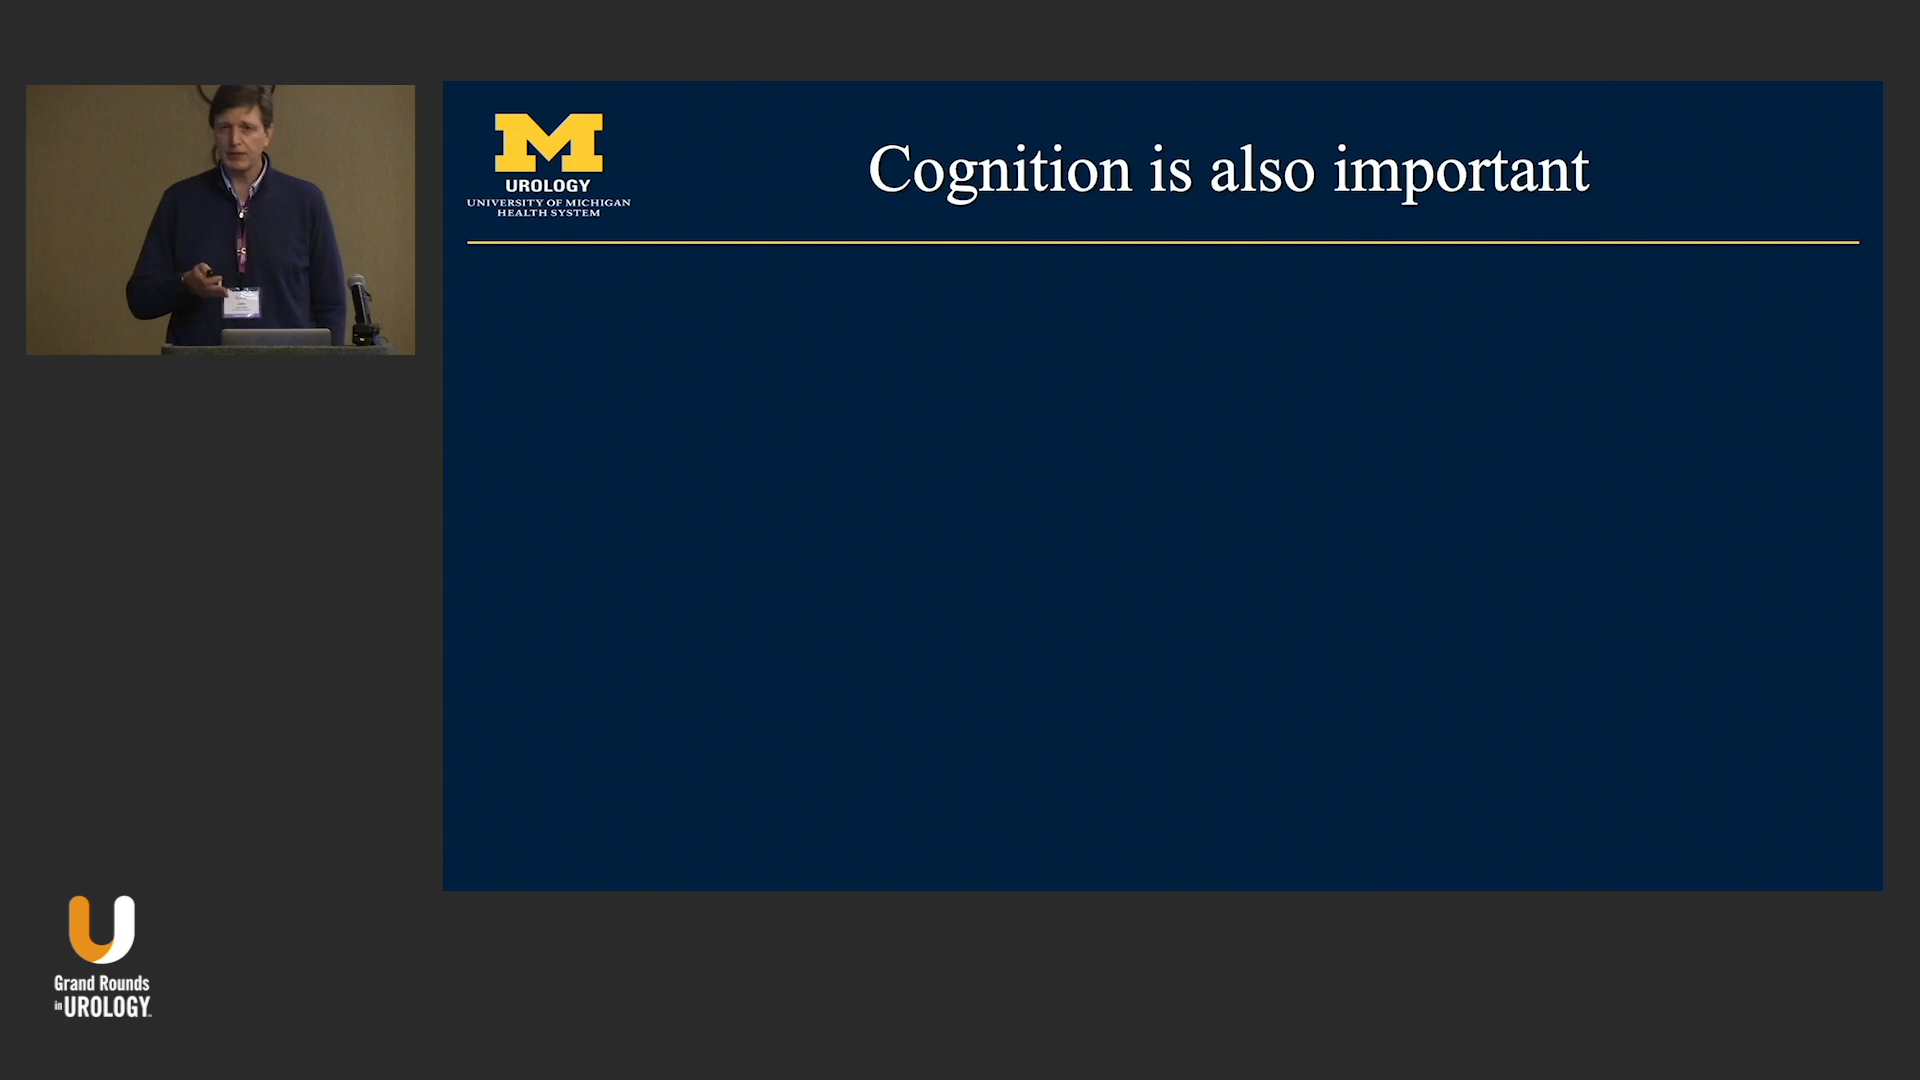 M
UROLOGY
UNIVERSITY OF MICHIGAN
HEALTH SYSTEM
Cognition is also important
Grand Rounds
in UROLOGY